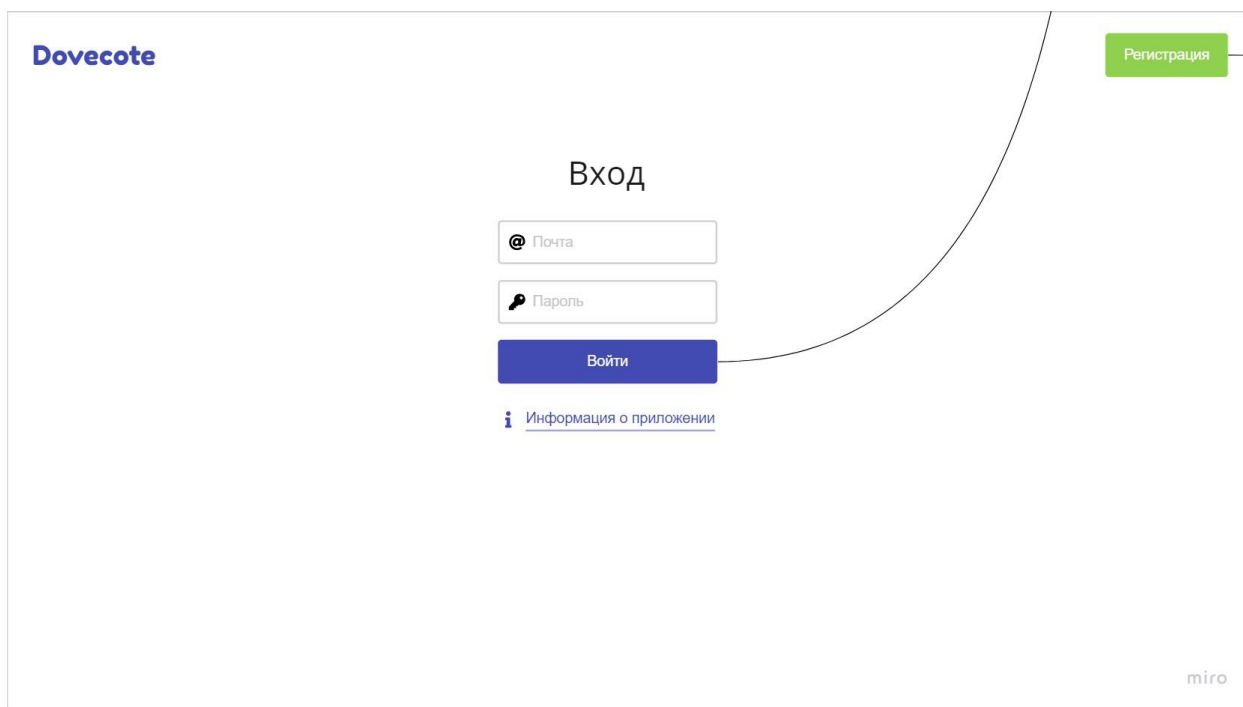 Dovecote
Регистрация
Вход
@ Почта
Пароль
Войти
Информация о приложении
miro